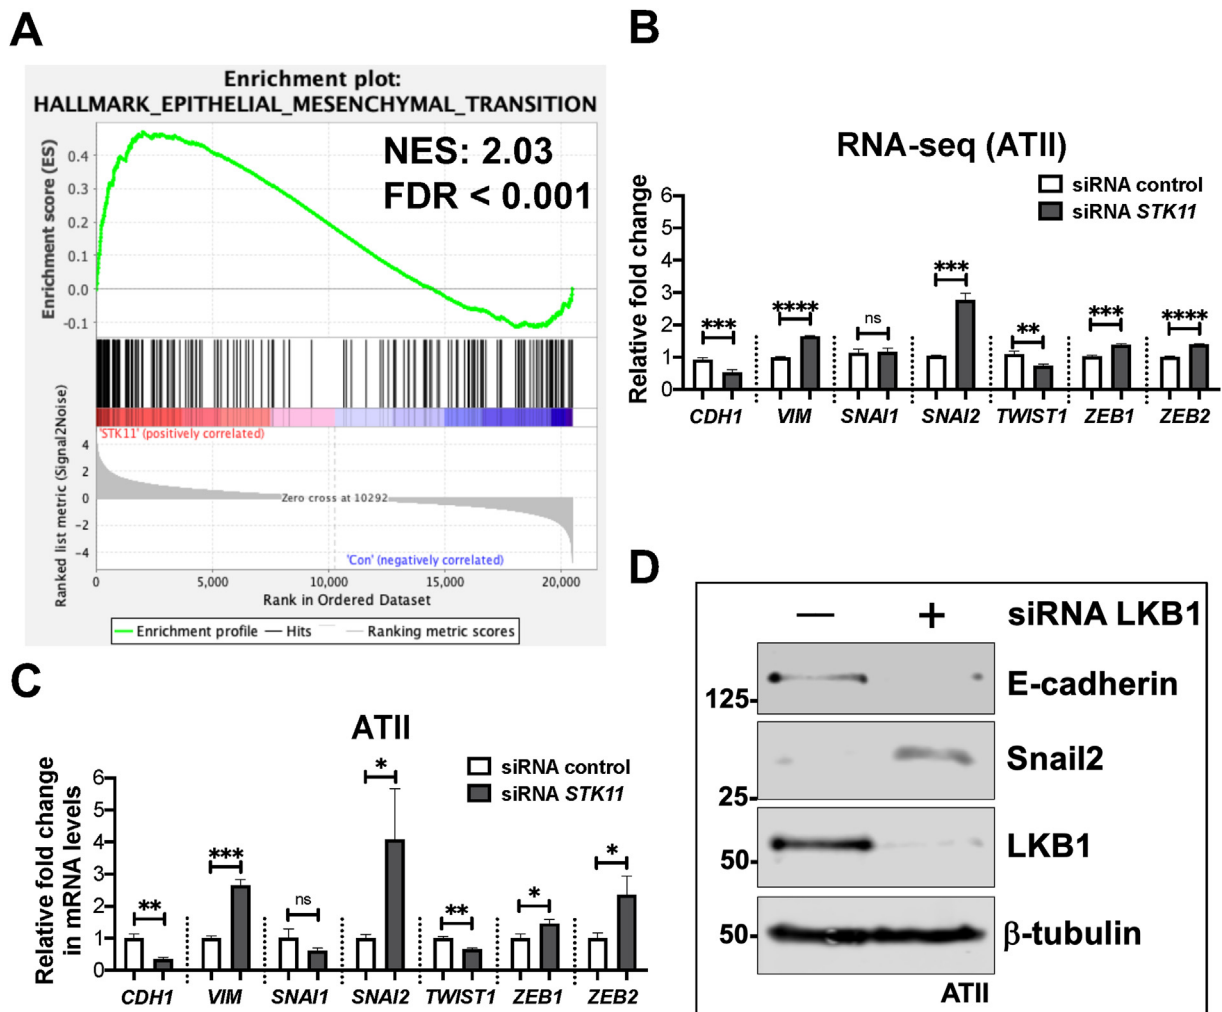 A
Enrichment plot:
HALLMARK_EPITHELIAL_MESENCHYMAL_TRANSITION
NES: 2.03
FDR < 0.001
Enrichment score (ES)
0.4
0.3
0.2
0.1
0.0
-0.1
'STK11' (positively correlated)
Ranked list metric (Signal2Noise)
4
2
0
-2
-4
Zero cross at 10292
'Con' (negatively correlated)
0 5,000 10,000 15,000 20,000
Rank in Ordered Dataset
Enrichment profile Hits Ranking metric scores
B
RNA-seq (ATII)
siRNA control
siRNA STK11
Relative fold change
6
5
4
3
2
1
0
*** **** ns *** ** *** ****
CDH1 VIM SNAI1 SNAI2 TWIST1 ZEB1 ZEB2
C
ATII
siRNA control
siRNA STK11
Relative fold change
in mRNA levels
6
5
4
3
2
1
0
** *** ns * ** * *
CDH1 VIM SNAI1 SNAI2 TWIST1 ZEB1 ZEB2
D
— + siRNA LKB1
125 E-cadherin
25 Snail2
50 LKB1
50 β-tubulin
ATII